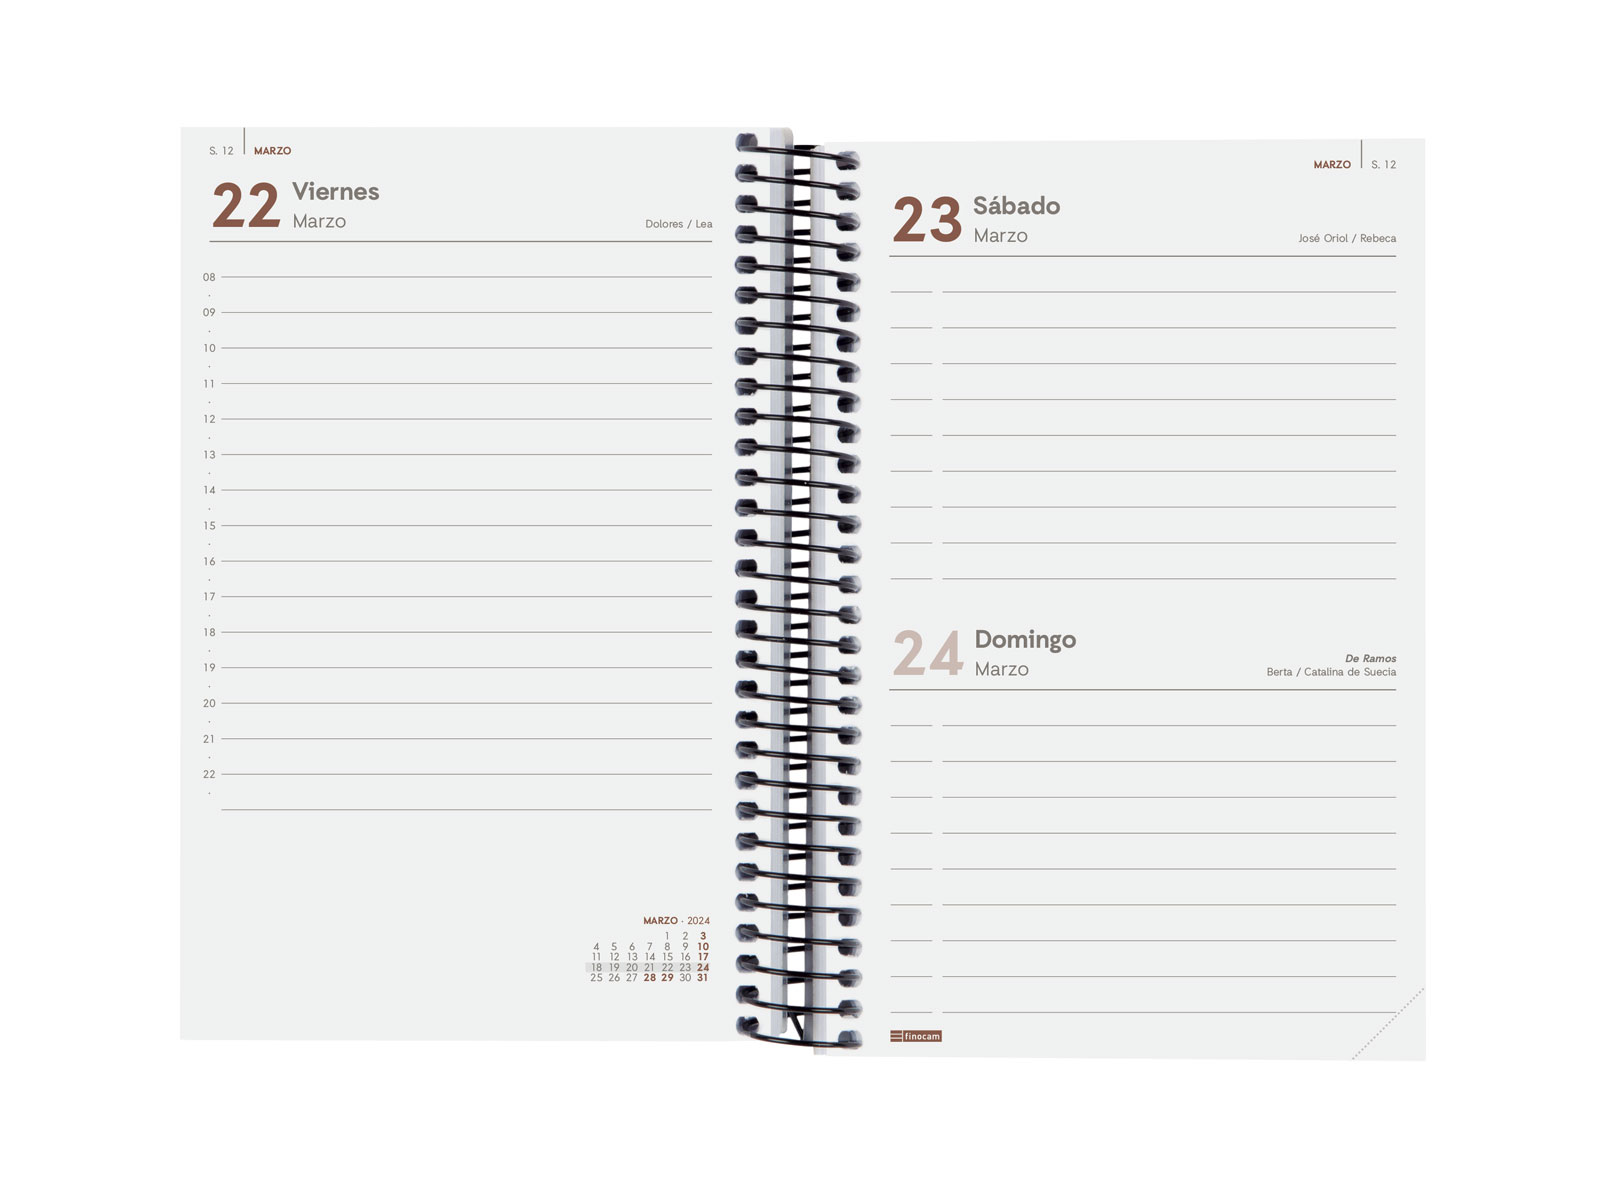 S. 12 MARZO
22 Viernes
Marzo
Dolores / Lea
08
09
10
11
12
13
14
15
16
17
18
19
20
21
22
MARZO · 2024
1 2 3
4 5 6 7 8 9 10
11 12 13 14 15 16 17
18 19 20 21 22 23 24
25 26 27 28 29 30 31
MARZO S. 12
23 Sábado
Marzo
José Oriol / Rebeca
24 Domingo
Marzo
De Ramos
Berta / Catalina de Suecia
finocam